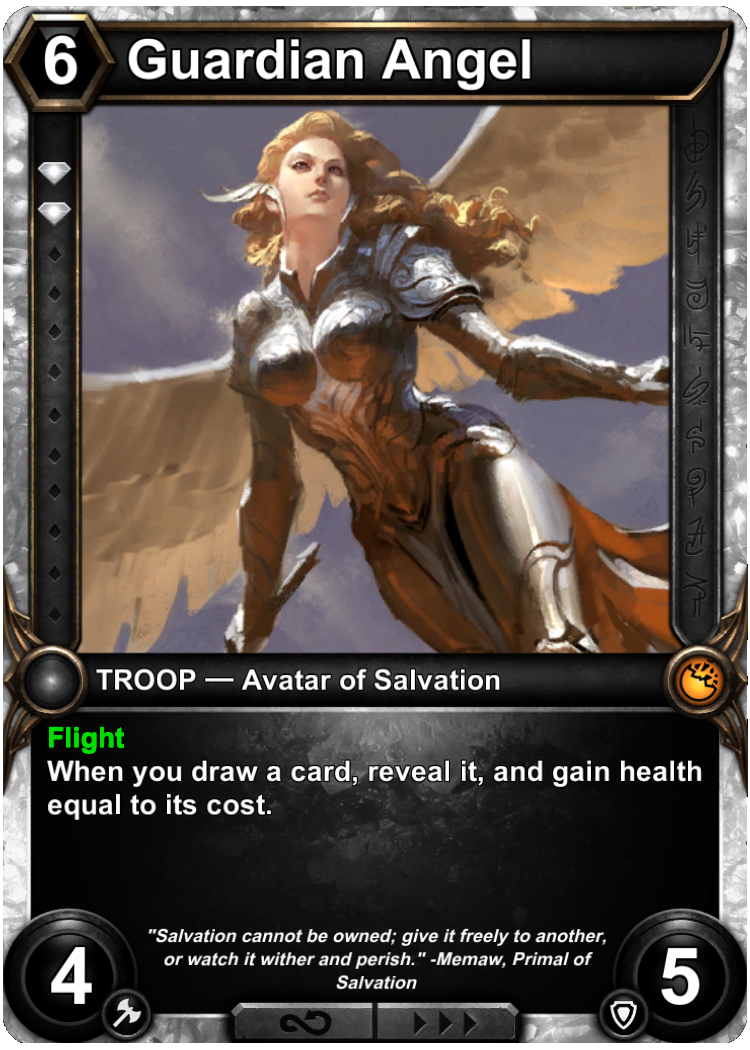 6
Guardian Angel
TROOP — Avatar of Salvation
Flight
When you draw a card, reveal it, and gain health
equal to its cost.
"Salvation cannot be owned; give it freely to another,
or watch it wither and perish." -Memaw, Primal of
Salvation
4
5